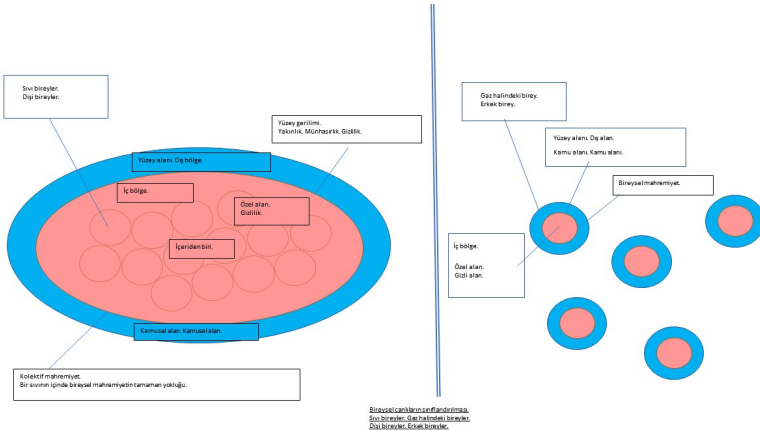 Sıvı bireyler.
Dişi bireyler.
Yüzey gerilimi.
Yakınlık. Münhasırlık. Gizlilik.
Yüzey alanı. Dış bölge.
İç bölge.
Özel alan.
Gizlilik.
İçeriden biri.
Kamusal alan. Kamusal alan.
Kolektif mahremiyet.
Bir sıvının içinde bireysel mahremiyetin tamamen yokluğu.
Gaz halindeki birey.
Erkek birey.
Yüzey alanı. Dış alan.
Kamu alanı. Kamu alanı.
Bireysel mahremiyet.
İç bölge.
Özel alan.
Gizli alan.
Bireysel canlıların sınıflandırılması.
Sıvı bireyler. Gaz halindeki bireyler.
Dişi bireyler. Erkek bireyler.